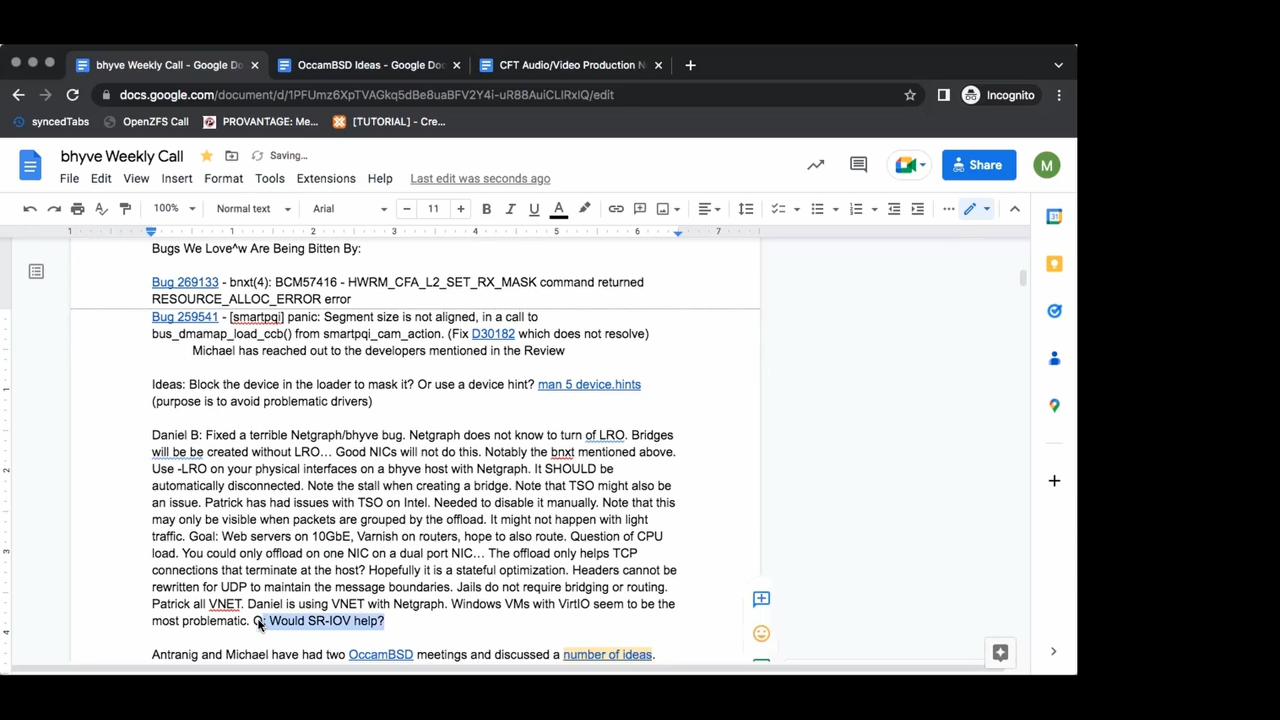 bhyve Weekly Call - Google Do
OccamBSD Ideas - Google Doc
CFT Audio/Video Production N
docs.google.com/document/d/1PFUmz6XpTVAGkq5dBe8uaBFV2Y4i-uR88AuiCLlRxlQ/edit
Incognito
syncedTabs
OpenZFS Call
PROVANTAGE: Me...
[TUTORIAL] - Cre...
bhyve Weekly Call
Saving...
Share
M
File Edit View Insert Format Tools Extensions Help Last edit was seconds ago
100% Normal text Arial 11 B I U A
1 1 2 3 4 5 6 7
Bugs We Love^w Are Being Bitten By:
Bug 269133 - bnxt(4): BCM57416 - HWRM_CFA_L2_SET_RX_MASK command returned
RESOURCE_ALLOC_ERROR error
Bug 259541 - [smartpqi] panic: Segment size is not aligned, in a call to
bus_dmamap_load_ccb() from smartpqi_cam_action. (Fix D30182 which does not resolve)
Michael has reached out to the developers mentioned in the Review
Ideas: Block the device in the loader to mask it? Or use a device hint? man 5 device.hints
(purpose is to avoid problematic drivers)
Daniel B: Fixed a terrible Netgraph/bhyve bug. Netgraph does not know to turn of LRO. Bridges
will be be created without LRO… Good NICs will not do this. Notably the bnxt mentioned above.
Use -LRO on your physical interfaces on a bhyve host with Netgraph. It SHOULD be
automatically disconnected. Note the stall when creating a bridge. Note that TSO might also be
an issue. Patrick has had issues with TSO on Intel. Needed to disable it manually. Note that this
may only be visible when packets are grouped by the offload. It might not happen with light
traffic. Goal: Web servers on 10GbE, Varnish on routers, hope to also route. Question of CPU
load. You could only offload on one NIC on a dual port NIC… The offload only helps TCP
connections that terminate at the host? Hopefully it is a stateful optimization. Headers cannot be
rewritten for UDP to maintain the message boundaries. Jails do not require bridging or routing.
Patrick all VNET. Daniel is using VNET with Netgraph. Windows VMs with VirtIO seem to be the
most problematic. Q: Would SR-IOV help?
Antranig and Michael have had two OccamBSD meetings and discussed a number of ideas.
1
2
3
4